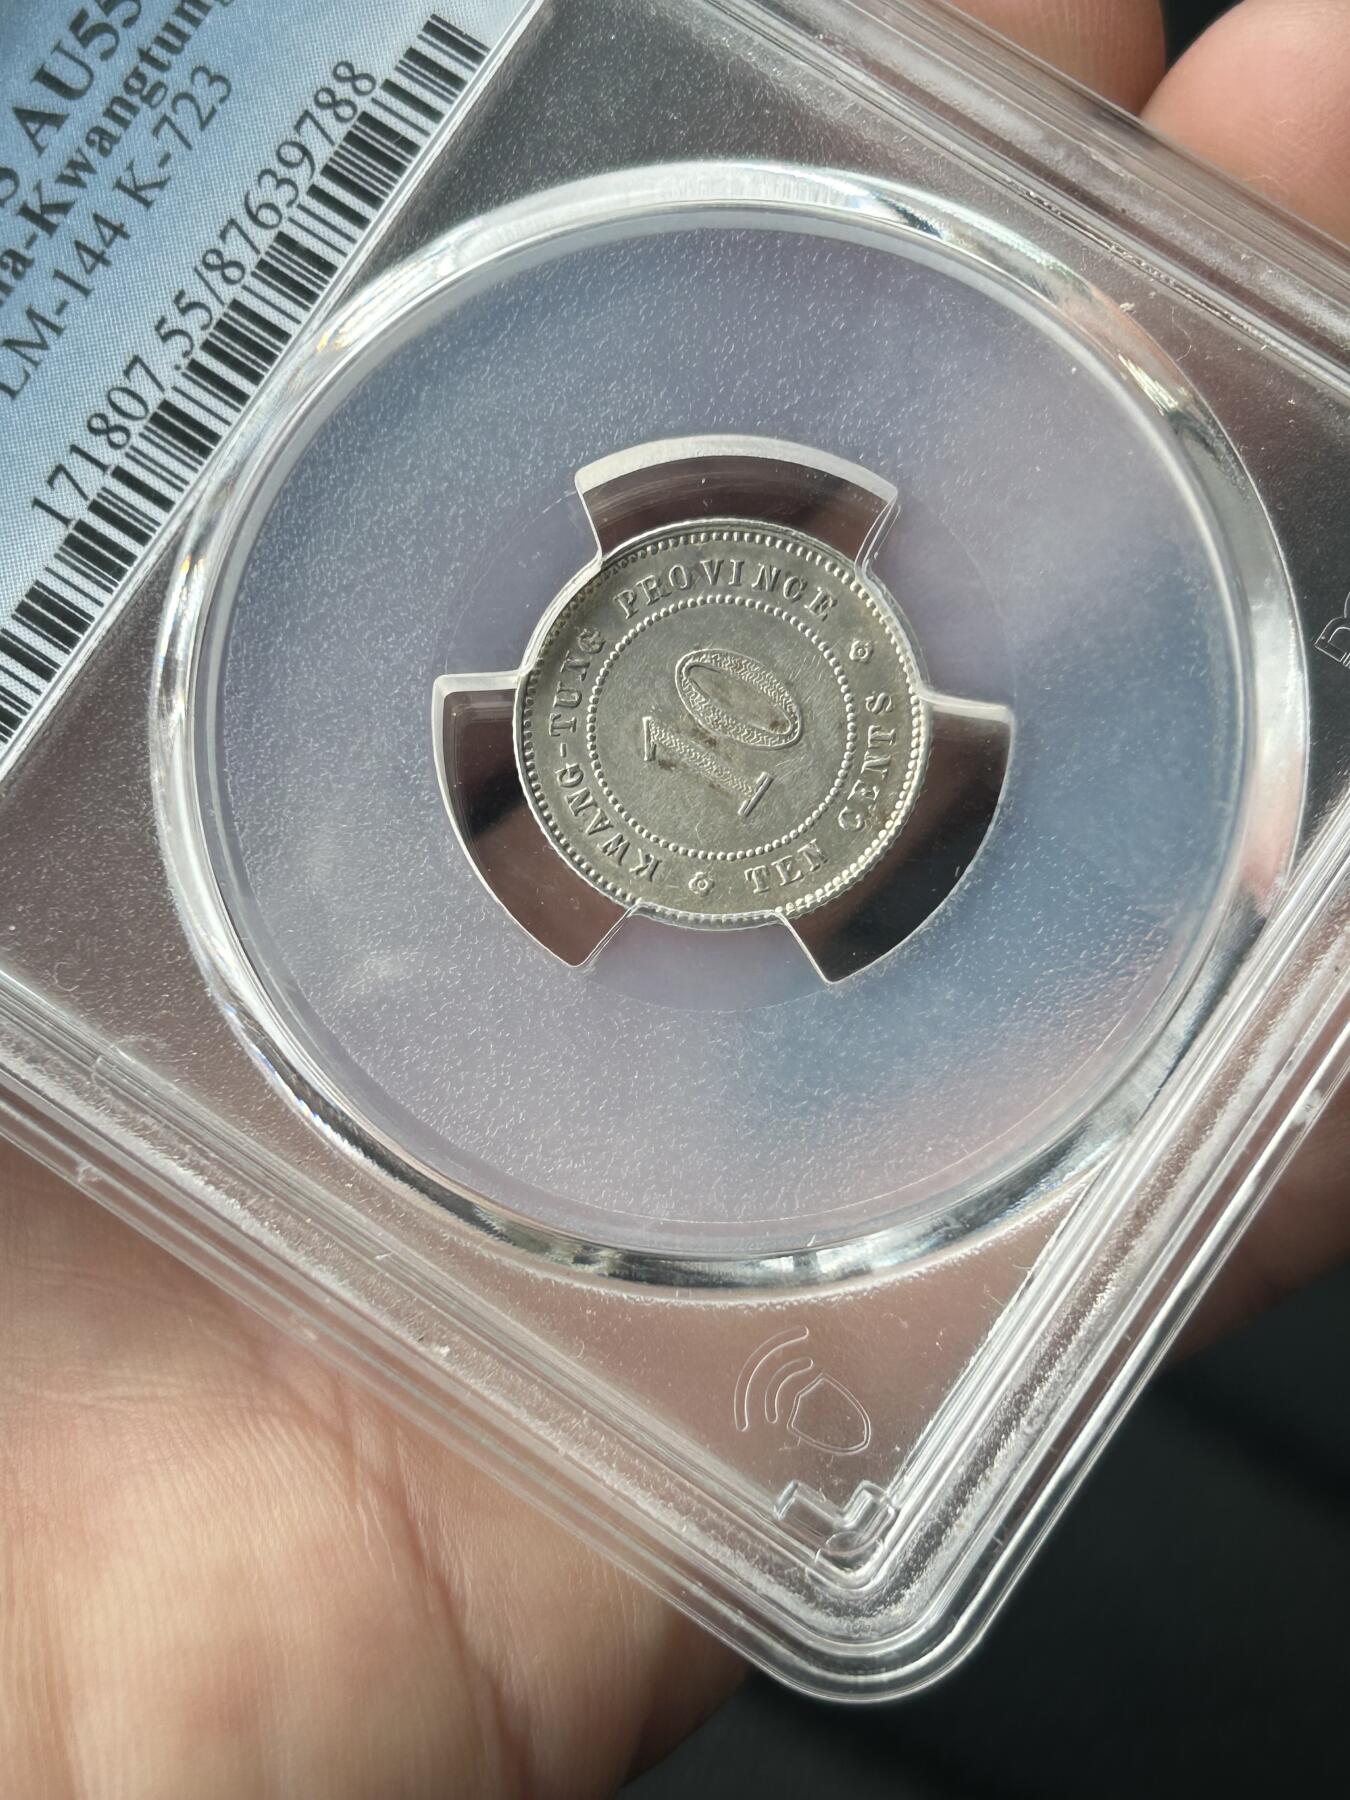 AU55
-Kwangtung
LM-144 K-723
171807.55/87639788
KWANG-TUNG PROVINCE
TEN CENTS
10